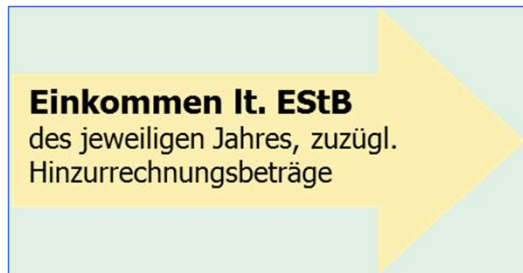 Einkommen lt. EStB
des jeweiligen Jahres, zuzügl.
Hinzurrechnungsbeträge